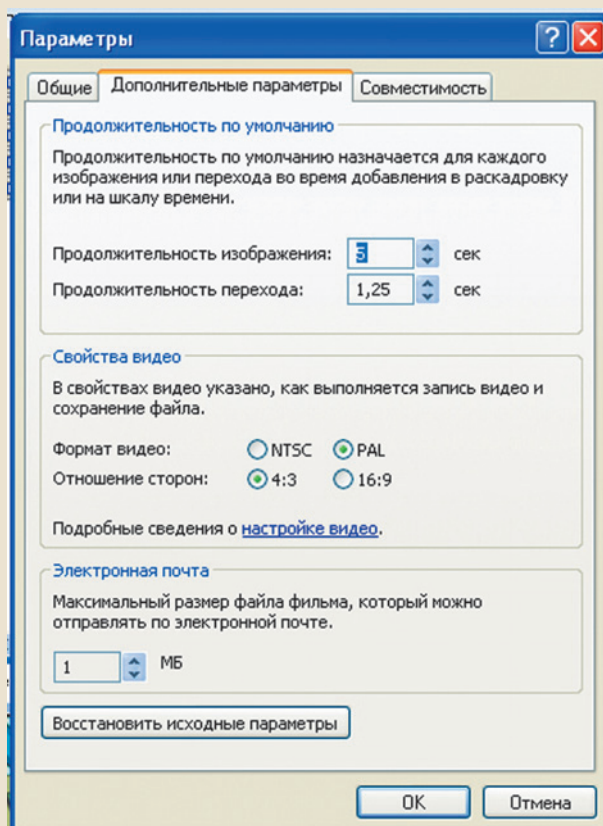 Параметры
Общие
Дополнительные параметры
Совместимость
Продолжительность по умолчанию
Продолжительность по умолчанию назначается для каждого
изображения или перехода во время добавления в раскадровку
или на шкалу времени.
Продолжительность изображения: 5 сек
Продолжительность перехода: 1,25 сек
Свойства видео
В свойствах видео указано, как выполняется запись видео и
сохранение файла.
Формат видео: NTSC PAL
Отношение сторон: 4:3 16:9
Подробные сведения о настройке видео.
Электронная почта
Максимальный размер файла фильма, который можно
отправлять по электронной почте.
1 МБ
Восстановить исходные параметры
OK
Отмена